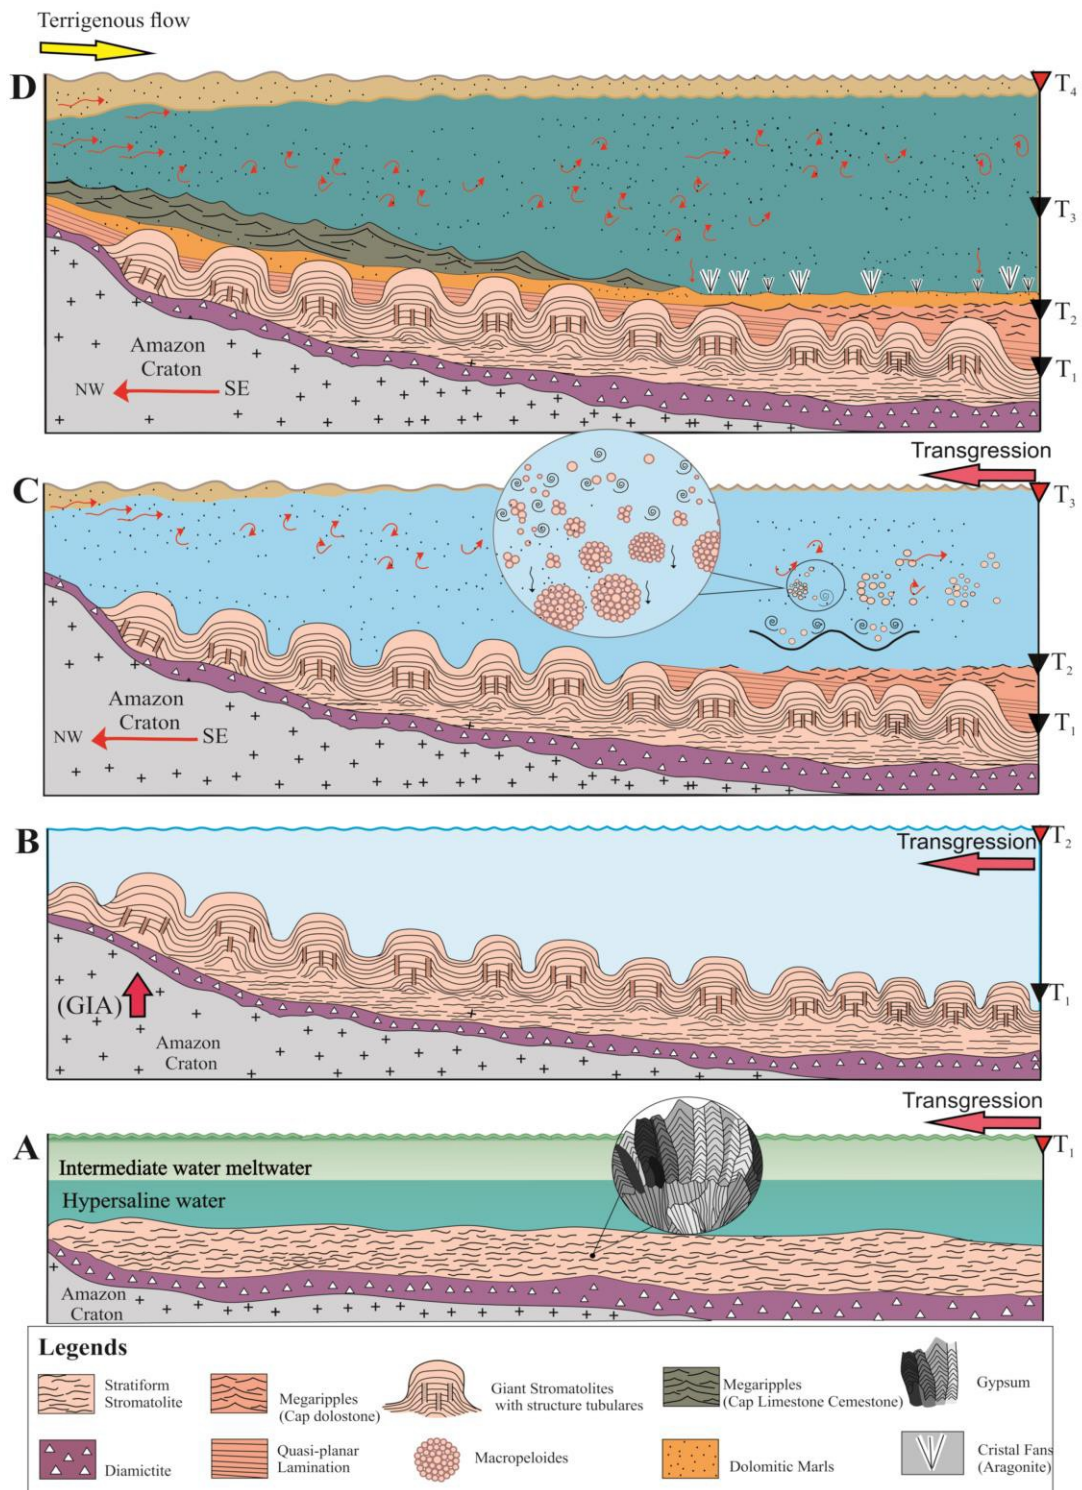 Terrigenous flow
D
T4
T3
T2
T1
Amazon
Craton
NW
SE
Transgression
C
T3
T2
T1
Amazon
Craton
NW
SE
B
Transgression
T2
T1
(GIA)
Amazon
Craton
Transgression
A
T1
Intermediate water meltwater
Hypersaline water
Amazon
Craton
Legends
Stratiform
Stromatolite
Megaripples
(Cap dolostone)
Giant Stromatolites
with structure tubulares
Megaripples
(Cap Limestone Cemestone)
Gypsum
Diamictite
Quasi-planar
Lamination
Macropeloides
Dolomitic Marls
Cristal Fans
(Aragonite)